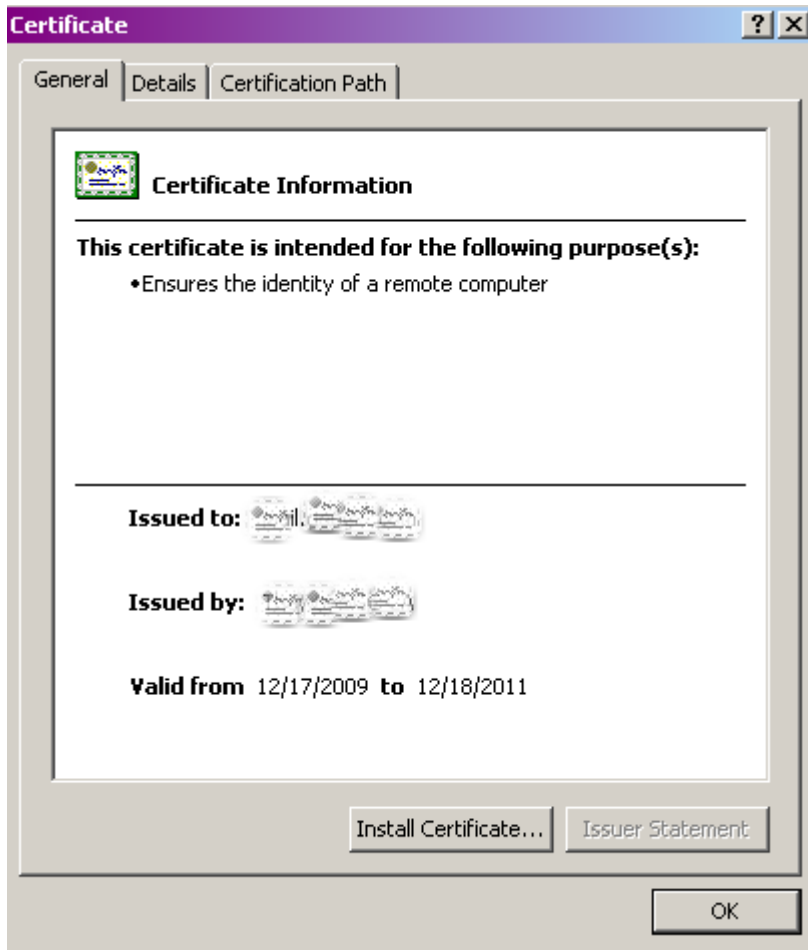 Certificate
General Details Certification Path
Certificate Information
This certificate is intended for the following purpose(s):
•Ensures the identity of a remote computer
Issued to:
Issued by:
Valid from 12/17/2009 to 12/18/2011
Install Certificate... Issuer Statement
OK